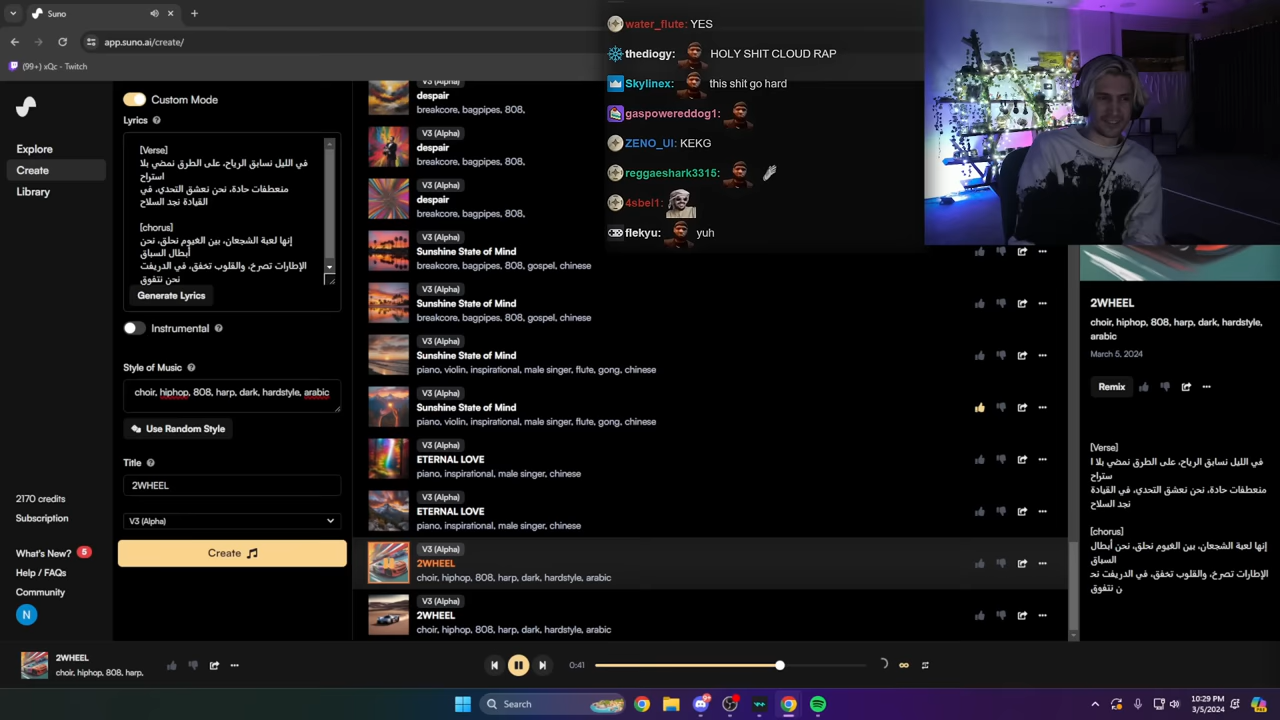 Suno
app.suno.ai/create/
(99+) xQc - Twitch
Explore
Create
Library
2170 credits
Subscription
What's New? 5
Help / FAQs
Community
N
Custom Mode
Lyrics
[Verse]
في الليل نسابق الرياح، على الطرق نمضي بلا
استراح
منعطفات حادة، نحن نعشق التحدي، في
القيادة نجد السلاح
[chorus]
إنها لعبة الشجعان، بين الغيوم نحلق، نحن
أبطال السباق
الإطارات تصرخ، والقلوب تخفق، في الدريفت
نحن نتفوق
Generate Lyrics
Instrumental
Style of Music
choir, hiphop, 808, harp, dark, hardstyle, arabic
Use Random Style
Title
2WHEEL
V3 (Alpha)
Create
despair
breakcore, bagpipes, 808,
V3 (Alpha)
despair
breakcore, bagpipes, 808,
V3 (Alpha)
despair
breakcore, bagpipes, 808,
V3 (Alpha)
Sunshine State of Mind
breakcore, bagpipes, 808, gospel, chinese
V3 (Alpha)
Sunshine State of Mind
breakcore, bagpipes, 808, gospel, chinese
V3 (Alpha)
Sunshine State of Mind
piano, violin, inspirational, male singer, flute, gong, chinese
V3 (Alpha)
Sunshine State of Mind
piano, violin, inspirational, male singer, flute, gong, chinese
V3 (Alpha)
ETERNAL LOVE
piano, inspirational, male singer, chinese
V3 (Alpha)
ETERNAL LOVE
piano, inspirational, male singer, chinese
V3 (Alpha)
2WHEEL
choir, hiphop, 808, harp, dark, hardstyle, arabic
V3 (Alpha)
2WHEEL
choir, hiphop, 808, harp, dark, hardstyle, arabic
water_flute: YES
thediogy: HOLY SHIT CLOUD RAP
Skylinex: this shit go hard
gaspowereddog1:
ZENO_UI: KEKG
reggaeshark3315:
4sbel1:
flekyu: yuh
2WHEEL
choir, hiphop, 808, harp, dark, hardstyle,
arabic
March 5, 2024
Remix
[Verse]
في الليل نسابق الرياح، على الطرق نمضي بلا ا
ستراح
منعطفات حادة، نحن نعشق التحدي، في القيادة
نجد السلاح
[chorus]
إنها لعبة الشجعان، بين الغيوم نحلق، نحن أبطال
السباق
الإطارات تصرخ، والقلوب تخفق، في الدريفت نح
ن نتفوق
2WHEEL
choir, hiphop, 808, harp,
0:41
Search
10:29 PM
3/5/2024